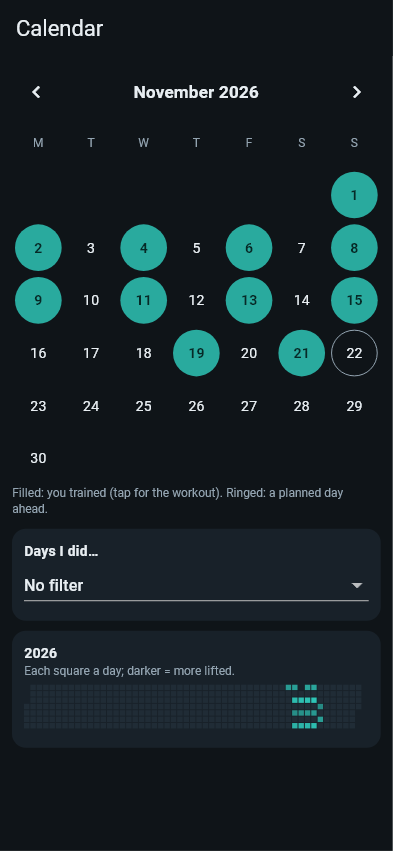 Calendar
November 2026
M T W T F S S
1
2 3 4 5 6 7 8
9 10 11 12 13 14 15
16 17 18 19 20 21 22
23 24 25 26 27 28 29
30
Filled: you trained (tap for the workout). Ringed: a planned day
ahead.
Days I did…
No filter
2026
Each square a day; darker = more lifted.